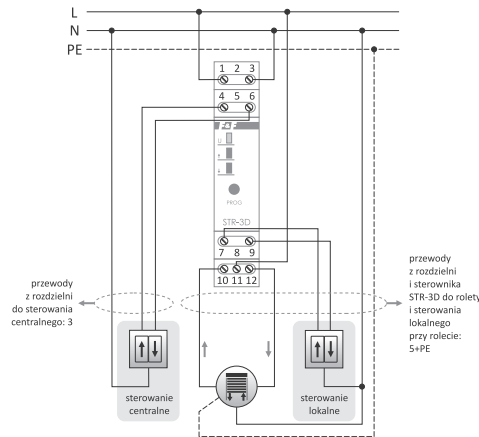 L
N
PE
1 2 3
4 5 6
F&F
U
PROG
STR-3D
7 8 9
10 11 12
przewody
z rozdzielni
do sterowania
centralnego: 3
przewody
z rozdzielni
i sterownika
STR-3D do rolety
i sterowania
lokalnego
przy rolecie:
5+PE
sterowanie
centralne
sterowanie
lokalne